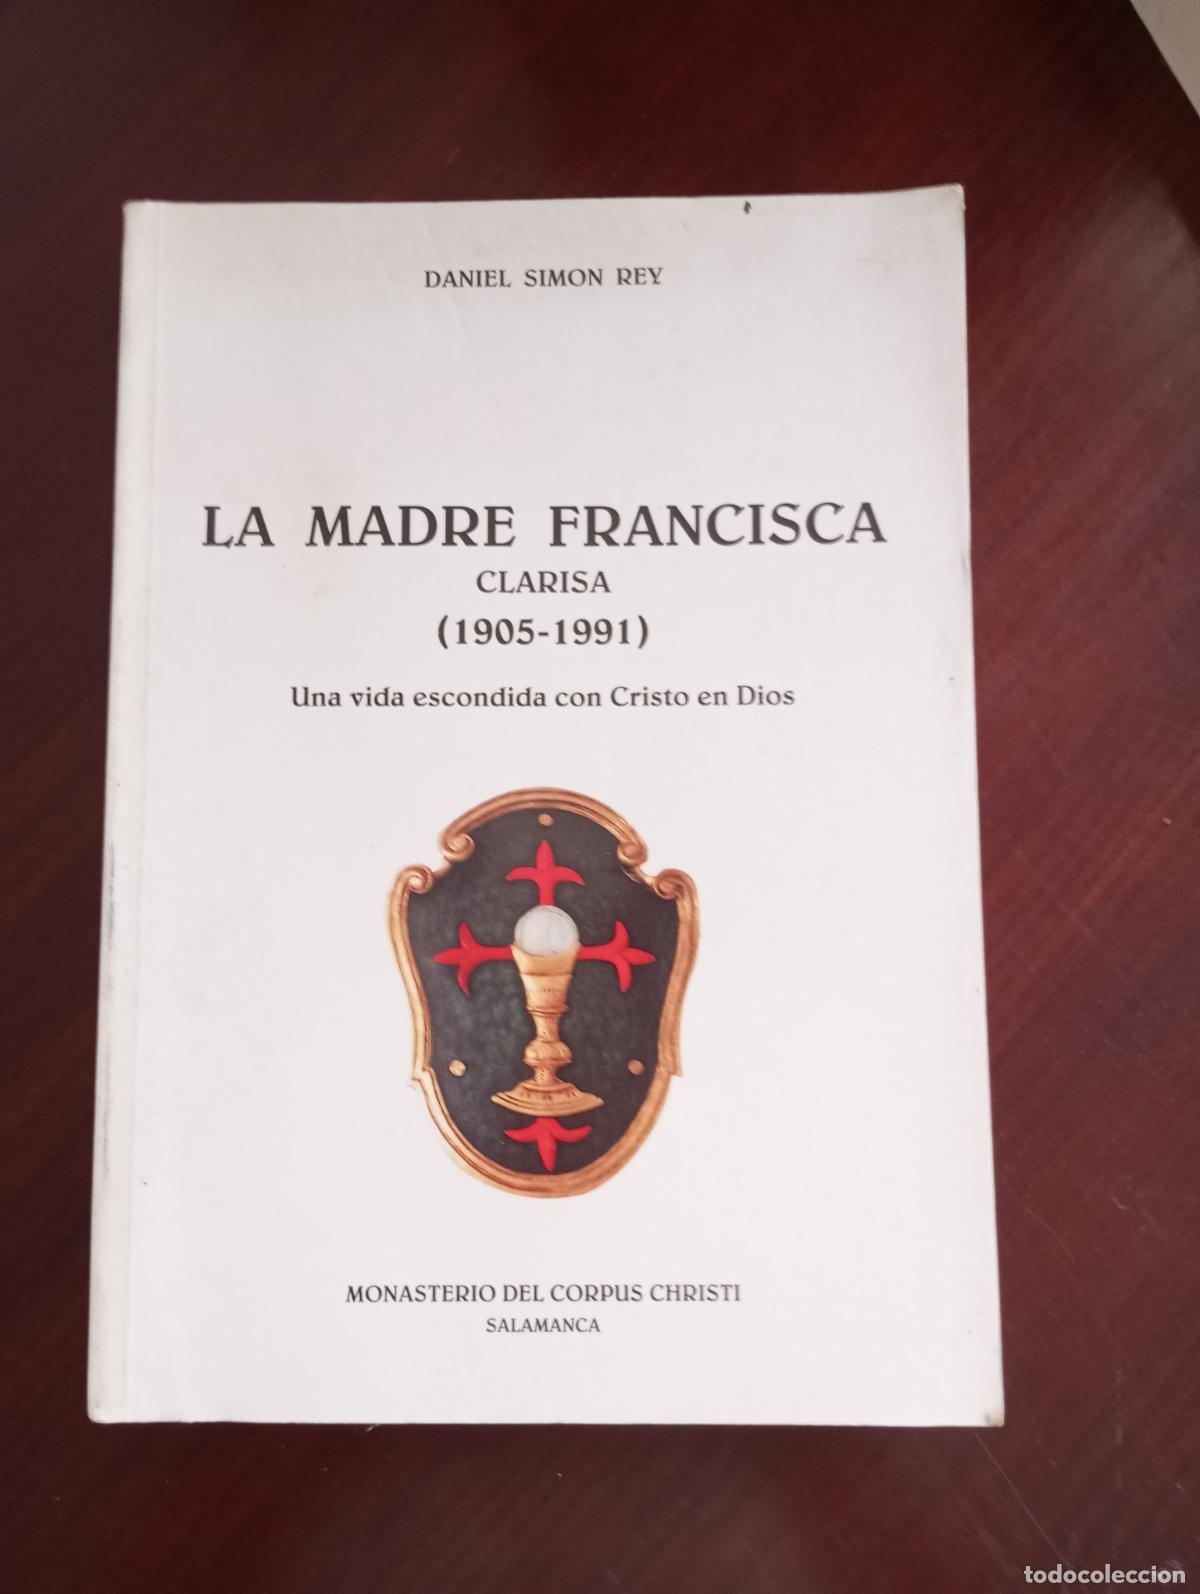 DANIEL SIMON REY
LA MADRE FRANCISCA
CLARISA
(1905-1991)
Una vida escondida con Cristo en Dios
MONASTERIO DEL CORPUS CHRISTI
SALAMANCA
todocoleccion